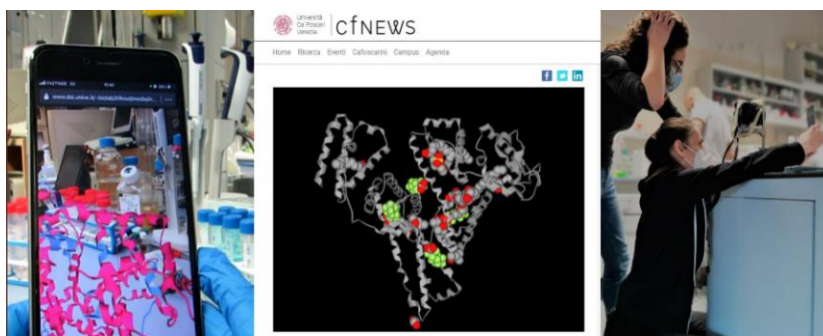 Università
Ca' Foscari
Venezia
cfNEWS
Home Ricerca Eventi Cafoscarini Campus Agenda